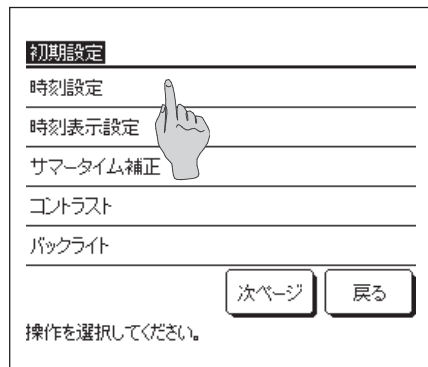 初期設定
時刻設定
時刻表示設定
サマータイム補正
コントラスト
バックライト
次ページ 戻る
操作を選択してください。